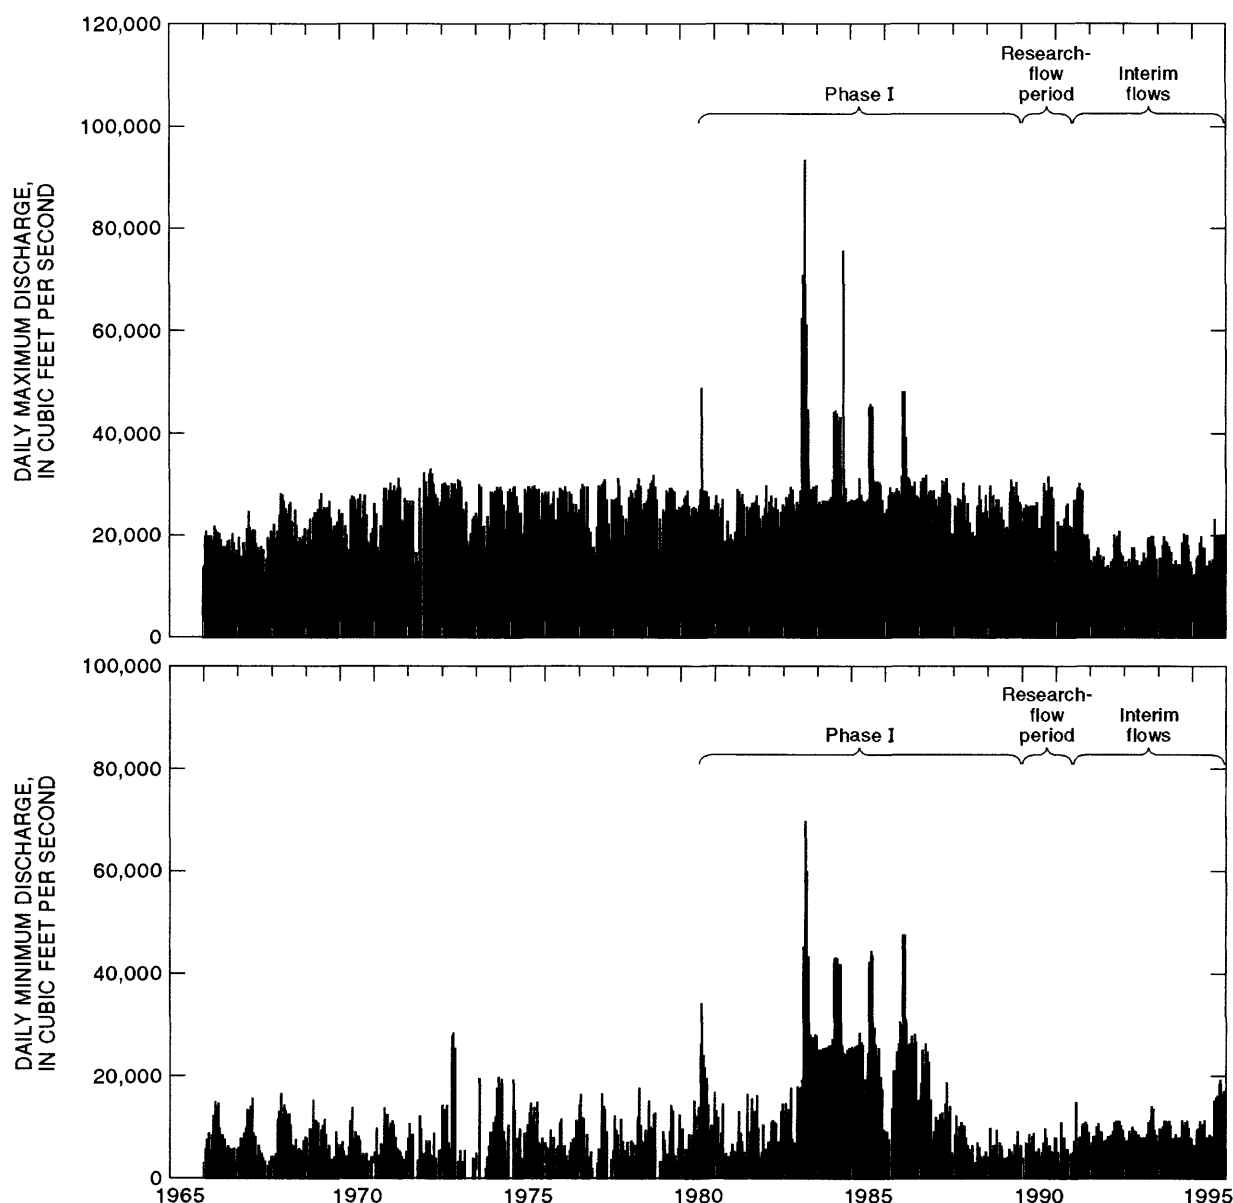 120,000
100,000
80,000
60,000
40,000
20,000
0
DAILY MAXIMUM DISCHARGE,
IN CUBIC FEET PER SECOND
Phase I
Research-
flow
period
Interim
flows
100,000
80,000
60,000
40,000
20,000
0
DAILY MINIMUM DISCHARGE,
IN CUBIC FEET PER SECOND
Phase I
Research-
flow
period
Interim
flows
1965 1970 1975 1980 1985 1990 1995